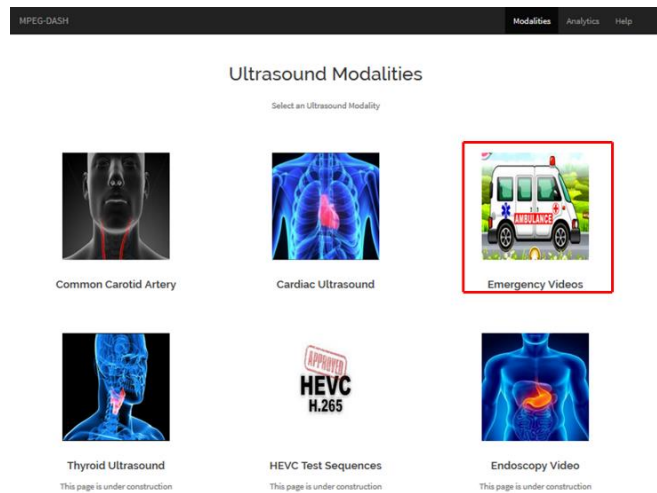 MPEG-DASH Modalities Analytics Help
Ultrasound Modalities
Select an Ultrasound Modality
AMBULANCE
Common Carotid Artery Cardiac Ultrasound Emergency Videos
APPROVED
HEVC
H.265
Thyroid Ultrasound HEVC Test Sequences Endoscopy Video
This page is under construction This page is under construction This page is under construction